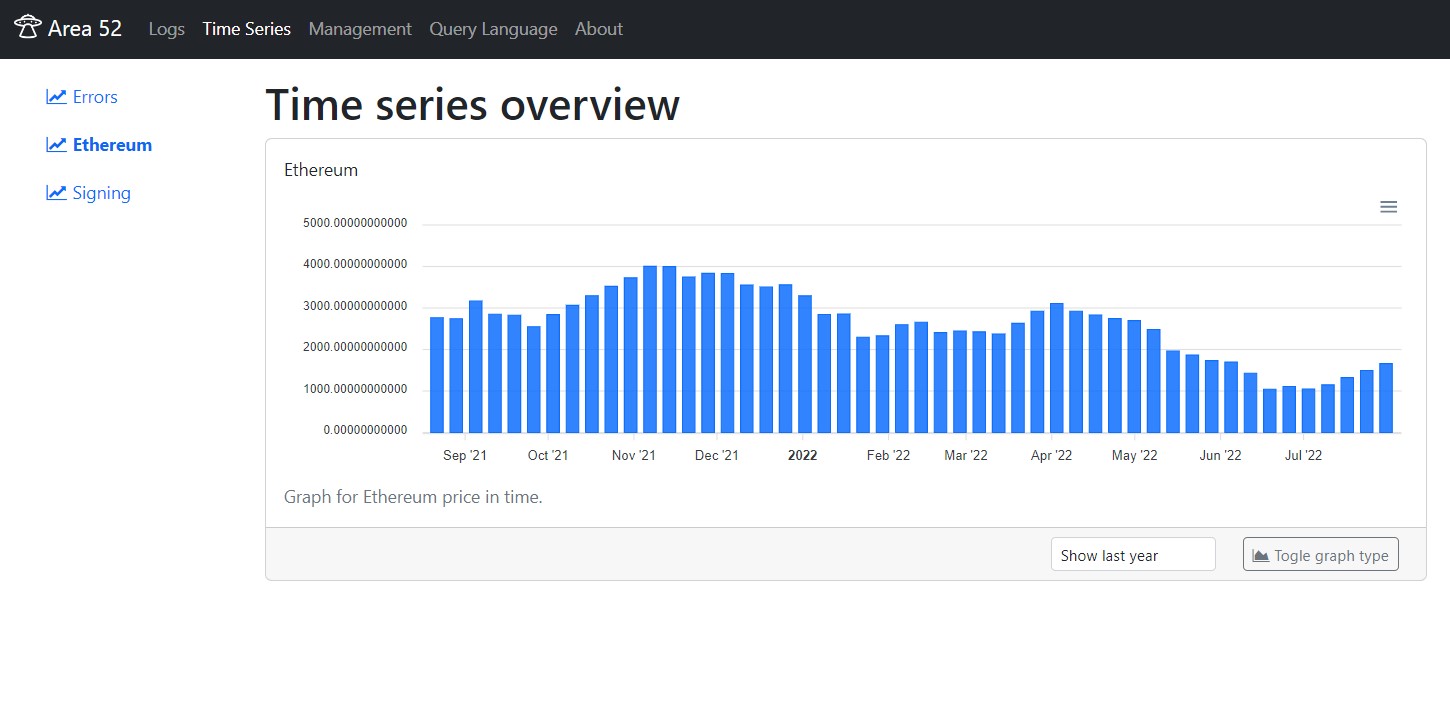 Area 52 Logs Time Series Management Query Language About
Errors
Ethereum
Signing
Time series overview
Ethereum
5000.00000000000
4000.00000000000
3000.00000000000
2000.00000000000
1000.00000000000
0.00000000000
Sep '21 Oct '21 Nov '21 Dec '21 2022 Feb '22 Mar '22 Apr '22 May '22 Jun '22 Jul '22
Graph for Ethereum price in time.
Show last year Togle graph type